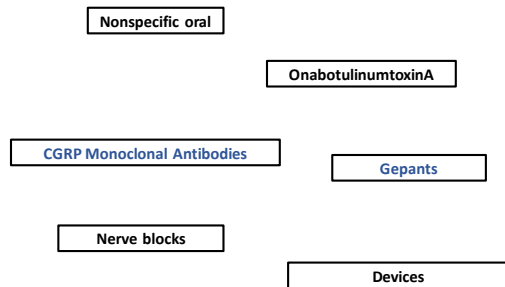 Nonspecific oral
OnabotulinumtoxinA
CGRP Monoclonal Antibodies
Gepants
Nerve blocks
Devices